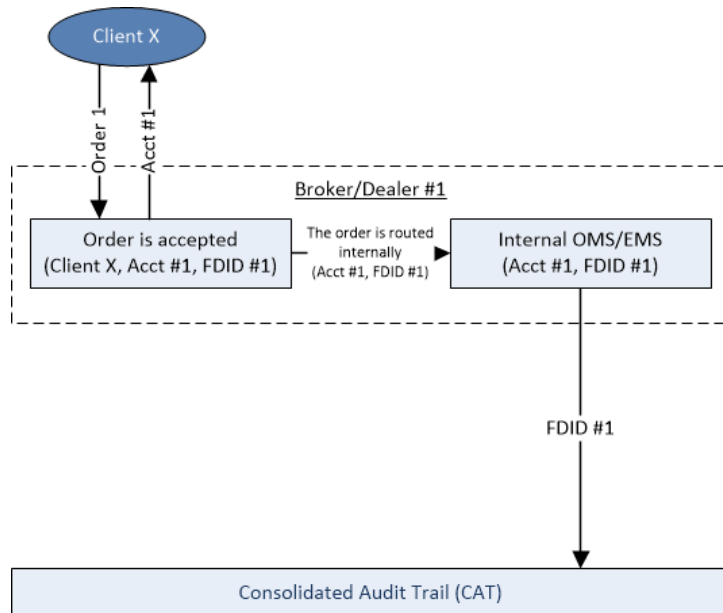 Client X
Order 1
Acct #1
Broker/Dealer #1
Order is accepted
(Client X, Acct #1, FDID #1)
The order is routed
internally
(Acct #1, FDID #1)
Internal OMS/EMS
(Acct #1, FDID #1)
FDID #1
Consolidated Audit Trail (CAT)